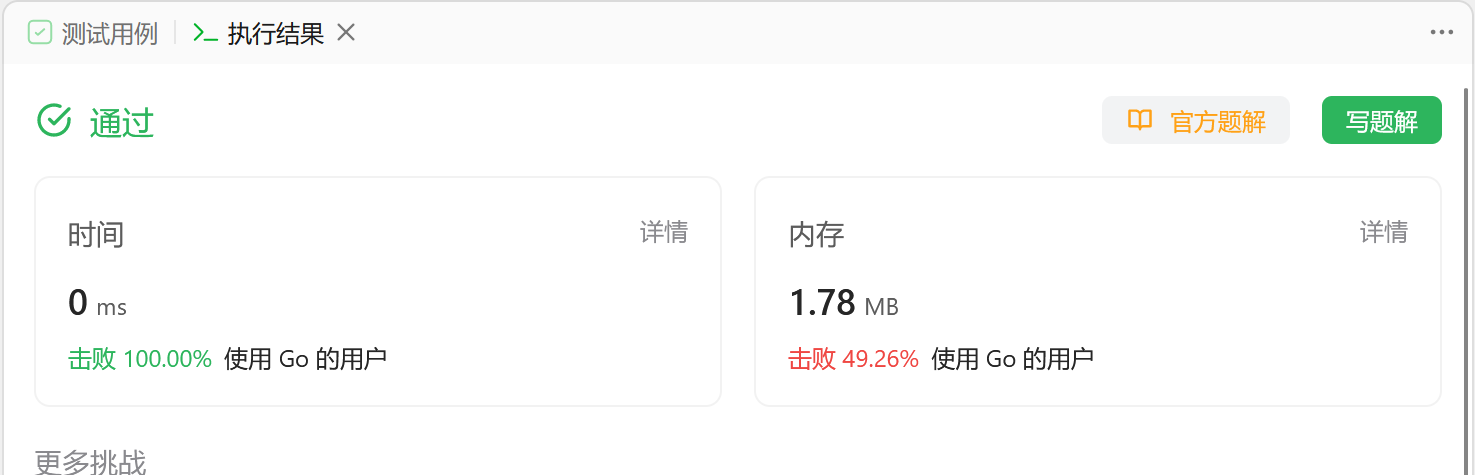 测试用例 执行结果
通过 官方题解 写题解
时间 详情 内存 详情
0 ms 1.78 MB
击败 100.00% 使用 Go 的用户 击败 49.26% 使用 Go 的用户
更多挑战